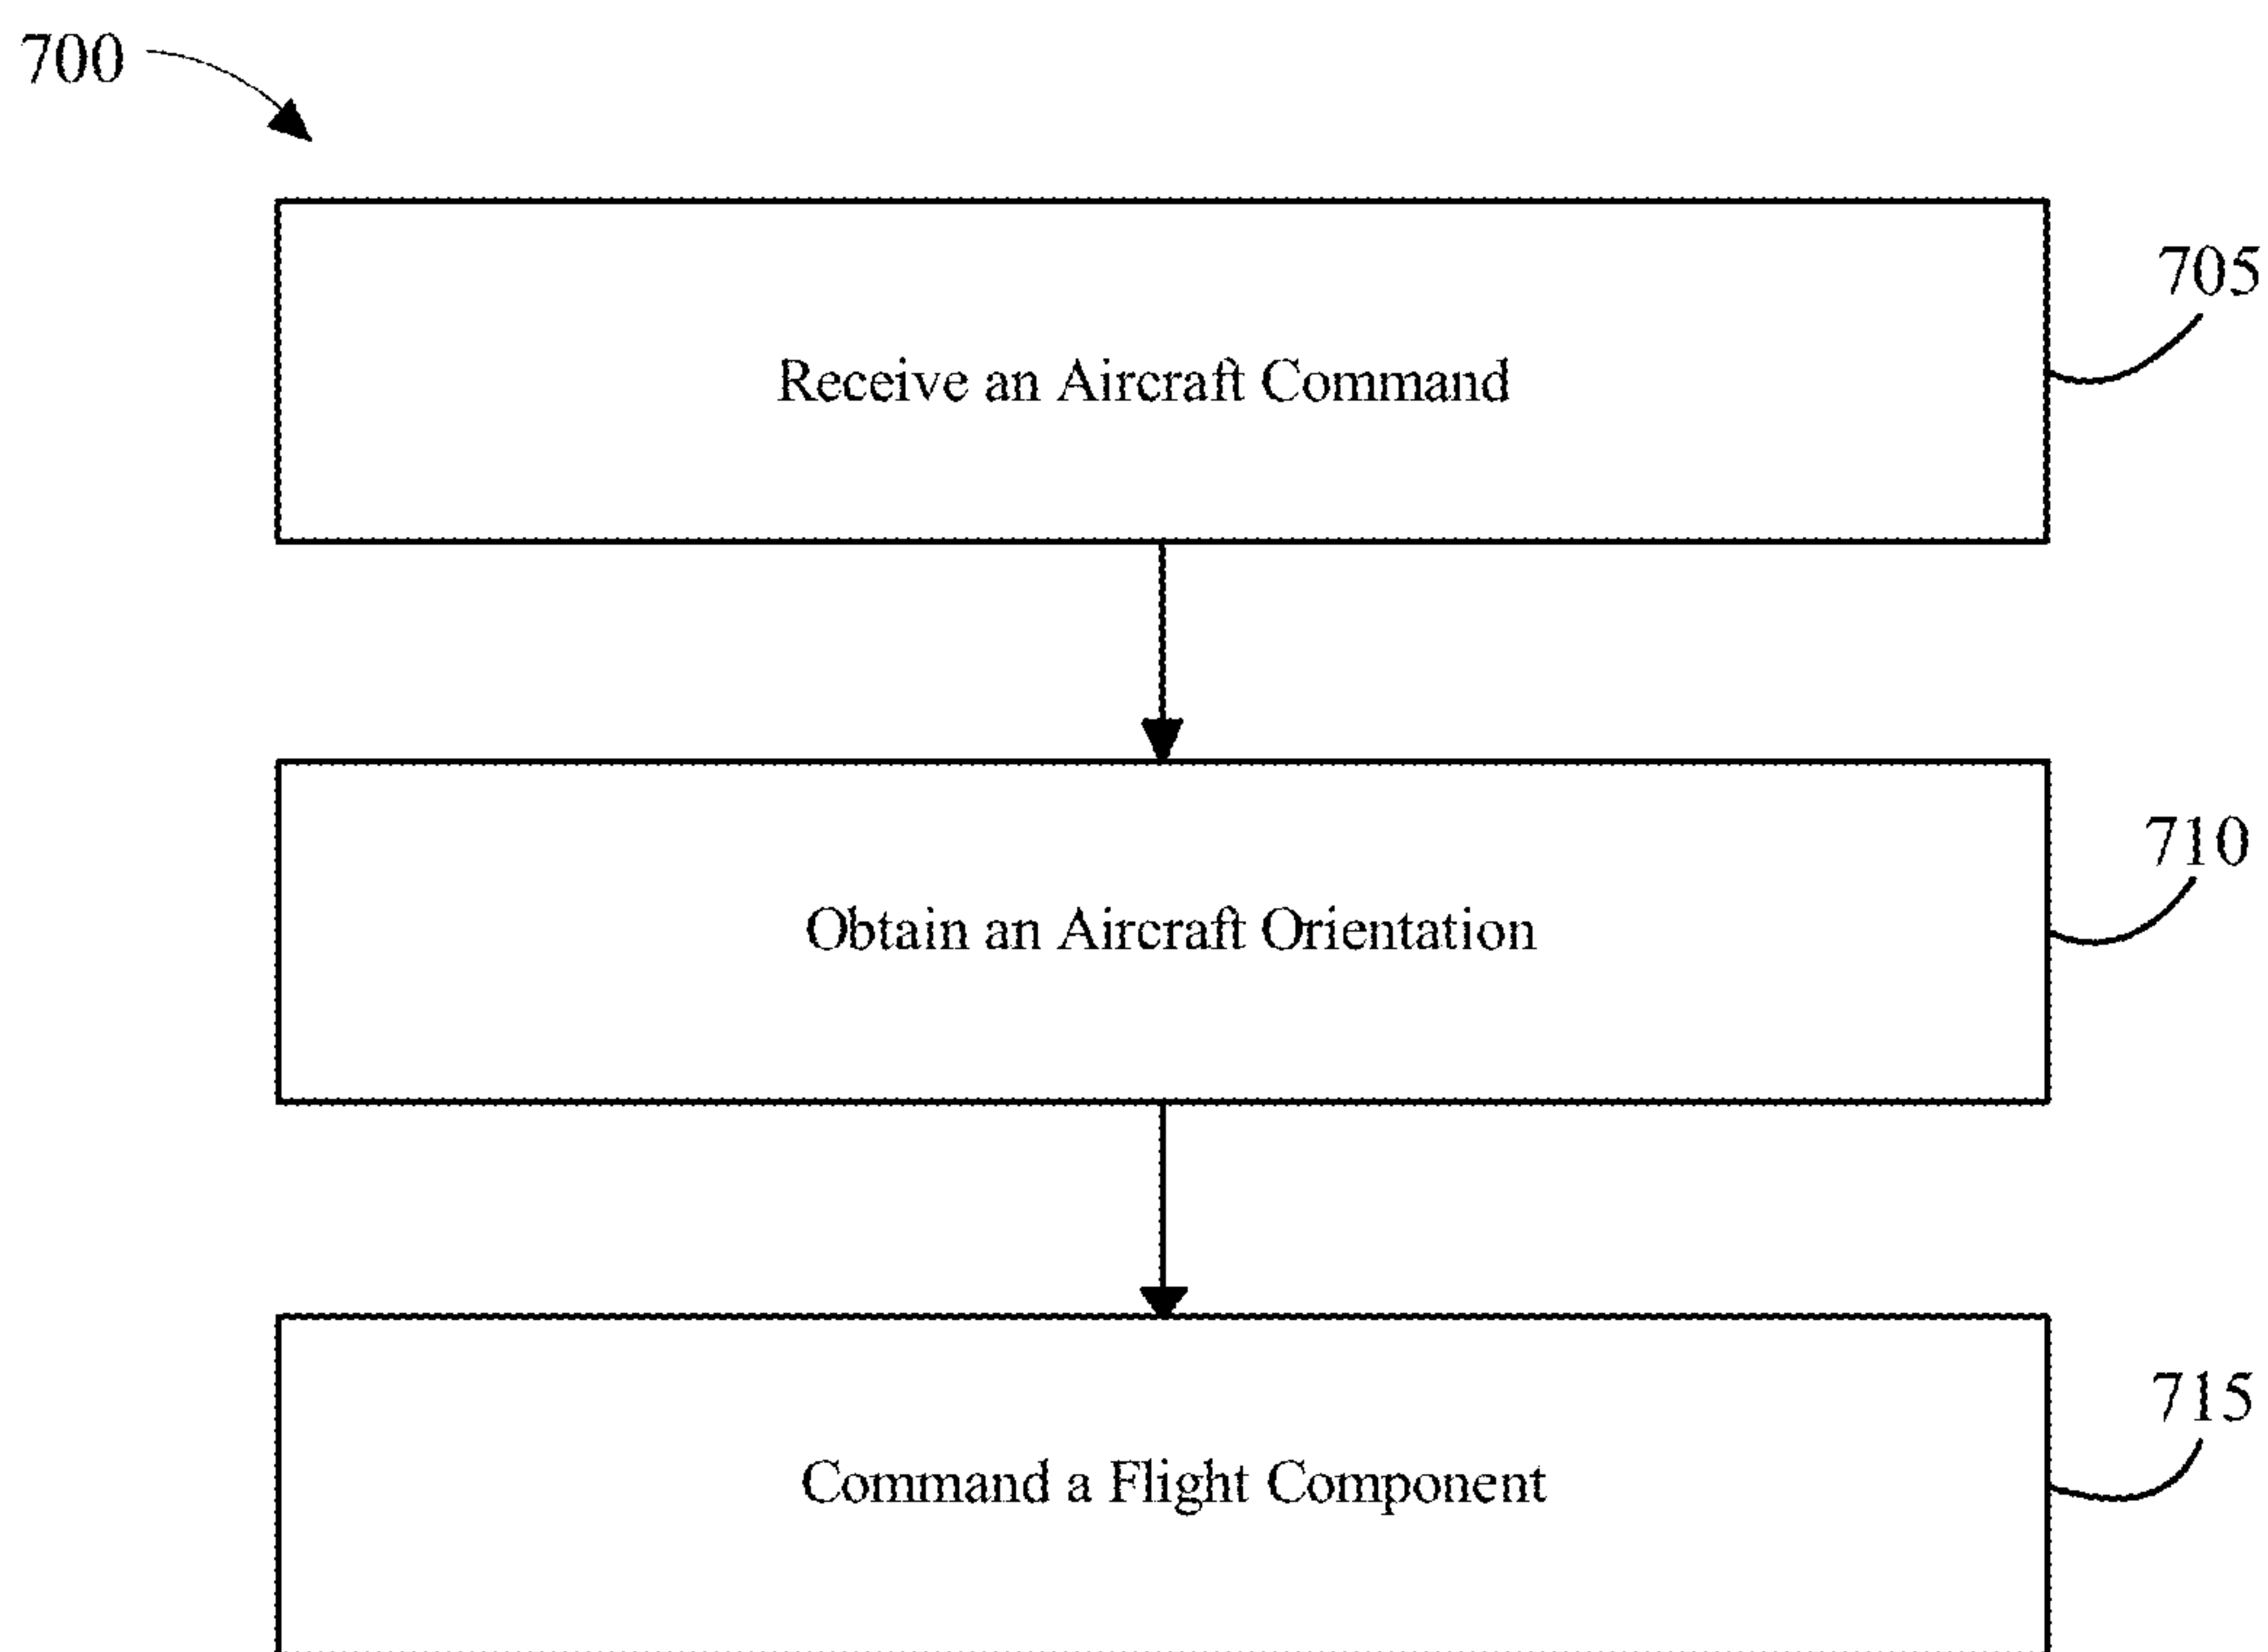 700
705
Receive an Aircraft Command
710
Obtain an Aircraft Orientation
715
Command a Flight Component